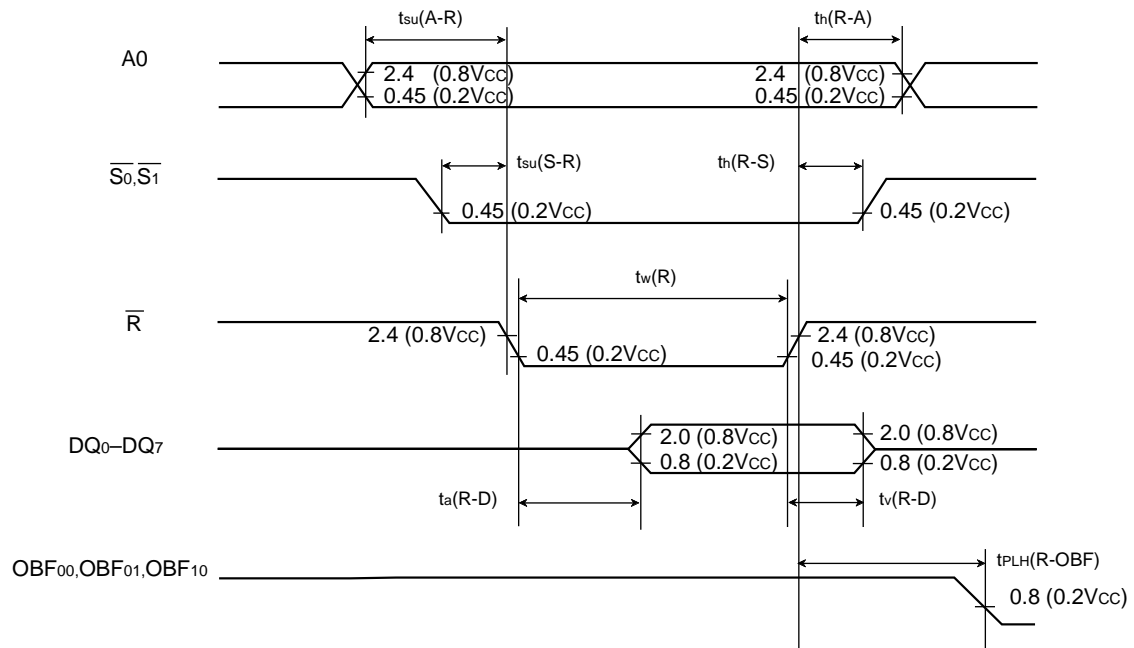 tsu(A-R) th(R-A)
A0
2.4 (0.8VCC) 2.4 (0.8VCC)
0.45 (0.2VCC) 0.45 (0.2VCC)
S0,S1 tsu(S-R) th(R-S)
0.45 (0.2VCC) 0.45 (0.2VCC)
tw(R)
R
2.4 (0.8VCC) 2.4 (0.8VCC)
0.45 (0.2VCC) 0.45 (0.2VCC)
DQ0–DQ7 2.0 (0.8VCC) 2.0 (0.8VCC)
0.8 (0.2VCC) 0.8 (0.2VCC)
ta(R-D) tv(R-D)
OBF00,OBF01,OBF10 tPLH(R-OBF)
0.8 (0.2VCC)